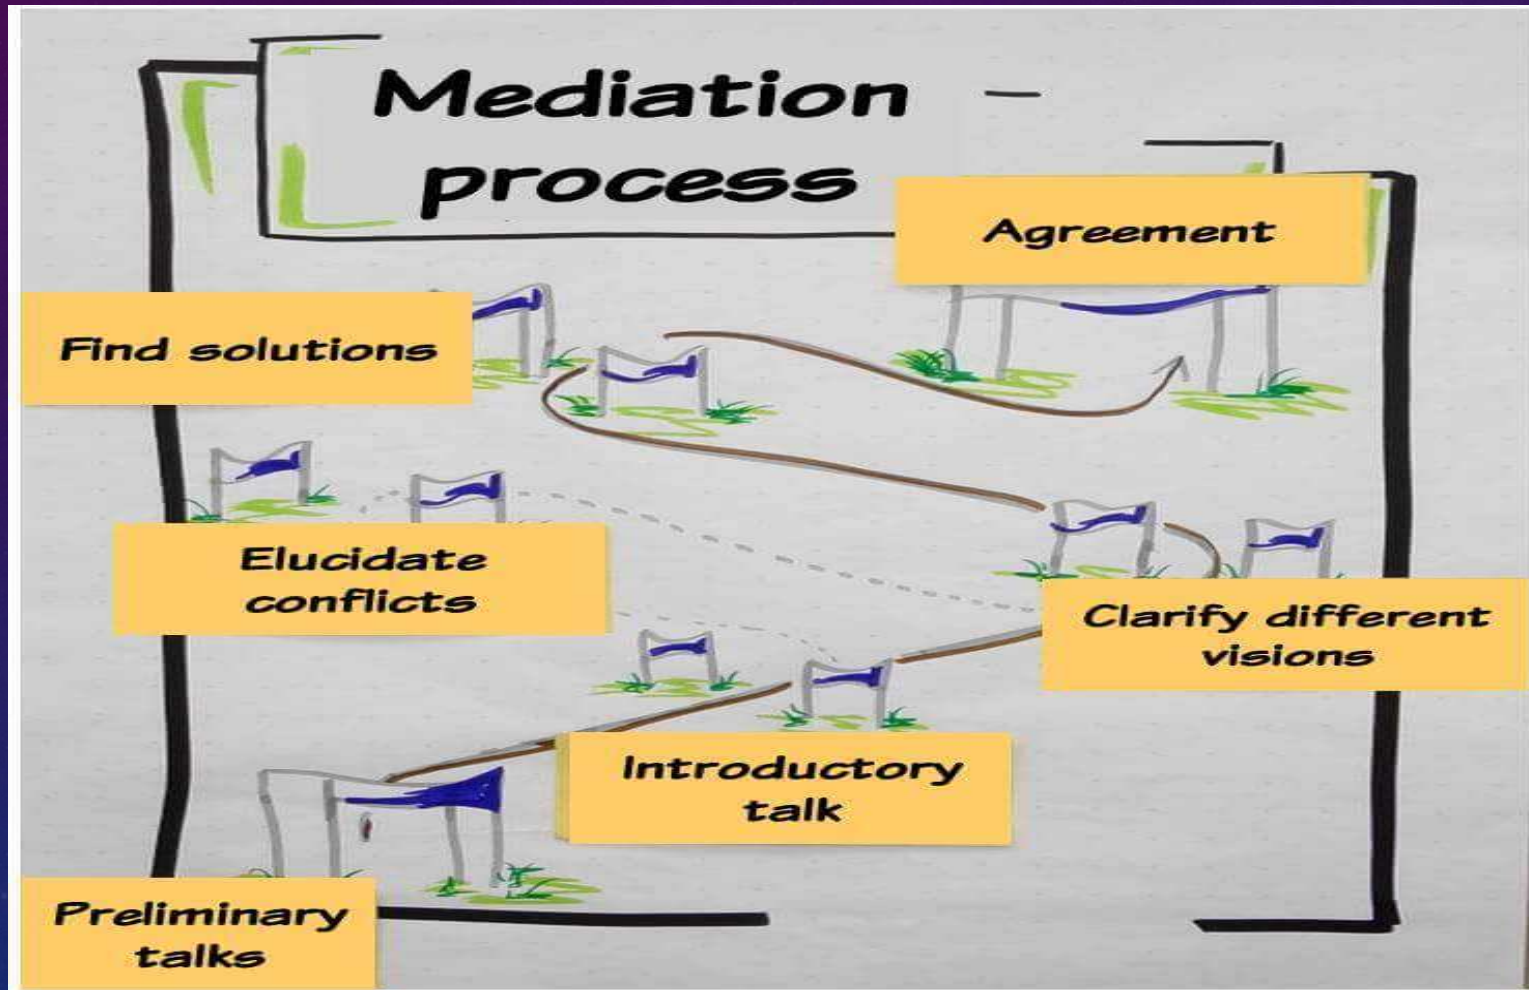 Mediation
process
Agreement
Find solutions
Elucidate
conflicts
Clarify different
visions
Introductory
talk
Preliminary
talks